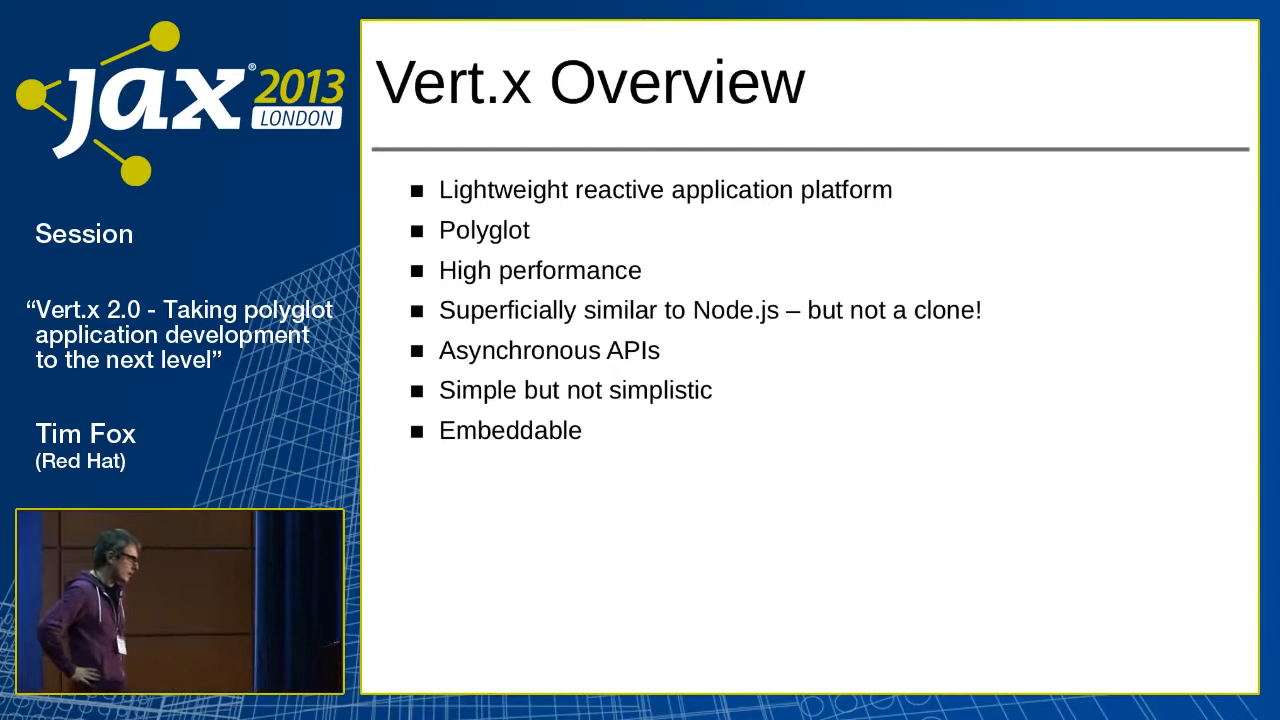 jax® 2013
LONDON
Session
“Vert.x 2.0 - Taking polyglot
application development
to the next level”
Tim Fox
(Red Hat)
Vert.x Overview
Lightweight reactive application platform
Polyglot
High performance
Superficially similar to Node.js – but not a clone!
Asynchronous APIs
Simple but not simplistic
Embeddable